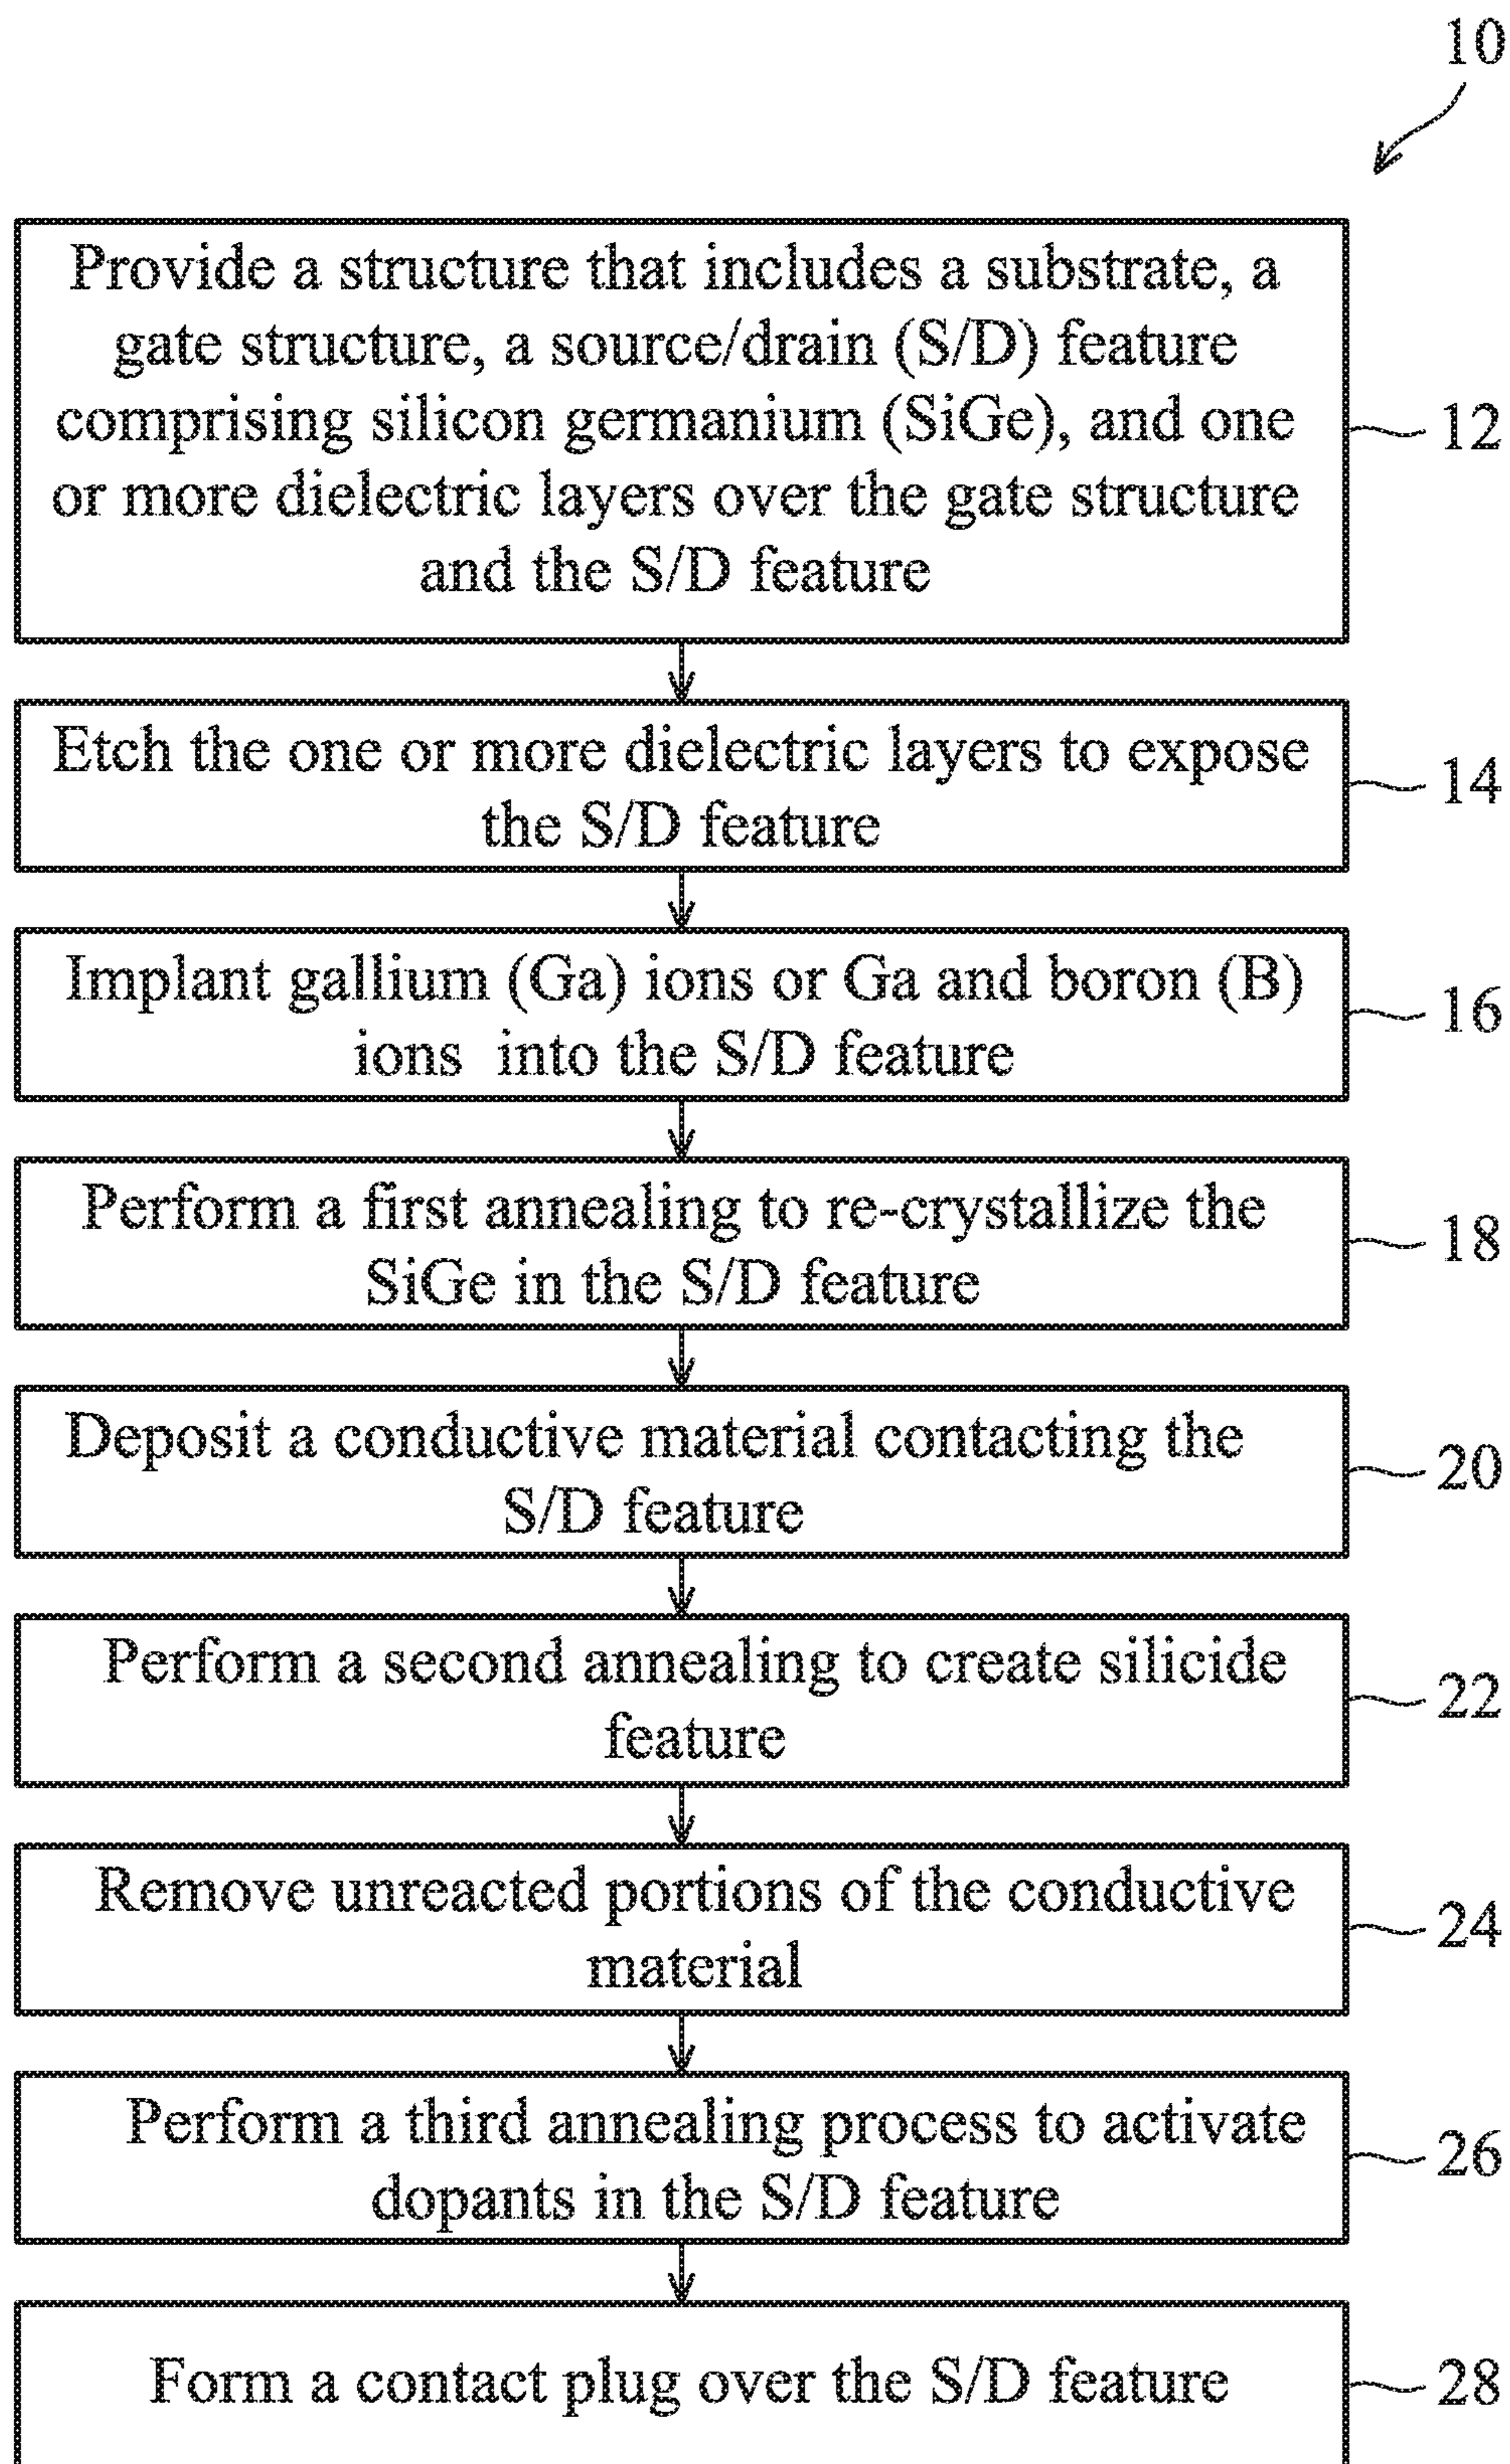 10
Provide a structure that includes a substrate, a
gate structure, a source/drain (S/D) feature
comprising silicon germanium (SiGe), and one
or more dielectric layers over the gate structure
and the S/D feature
12
Etch the one or more dielectric layers to expose
the S/D feature
14
Implant gallium (Ga) ions or Ga and boron (B)
ions into the S/D feature
16
Perform a first annealing to re-crystallize the
SiGe in the S/D feature
18
Deposit a conductive material contacting the
S/D feature
20
Perform a second annealing to create silicide
feature
22
Remove unreacted portions of the conductive
material
24
Perform a third annealing process to activate
dopants in the S/D feature
26
Form a contact plug over the S/D feature
28